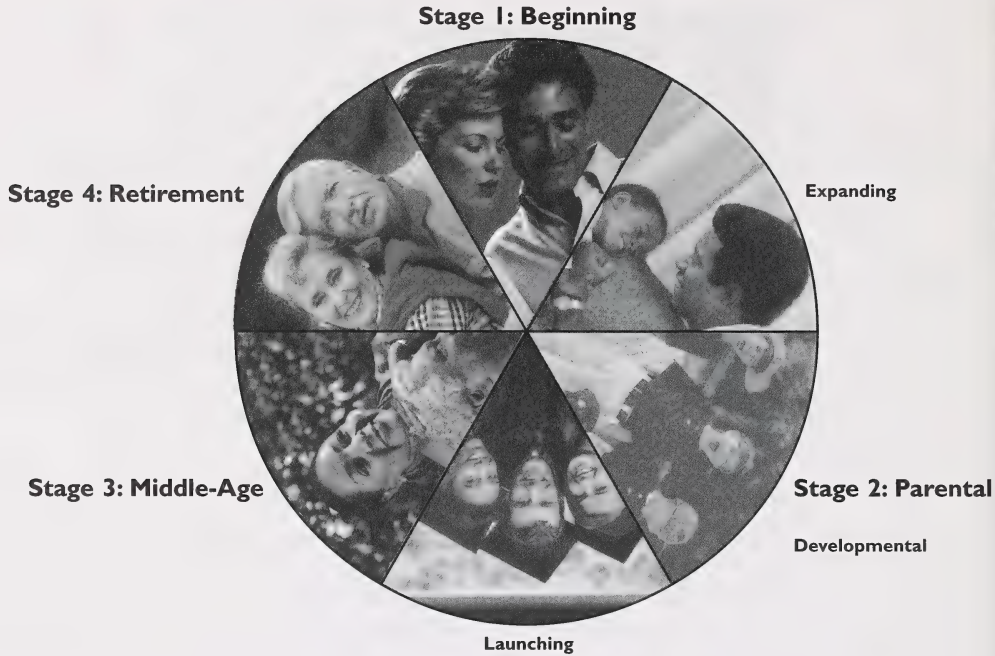 Stage 1: Beginning
Stage 4: Retirement
Expanding
Stage 3: Middle-Age
Stage 2: Parental
Developmental
Launching